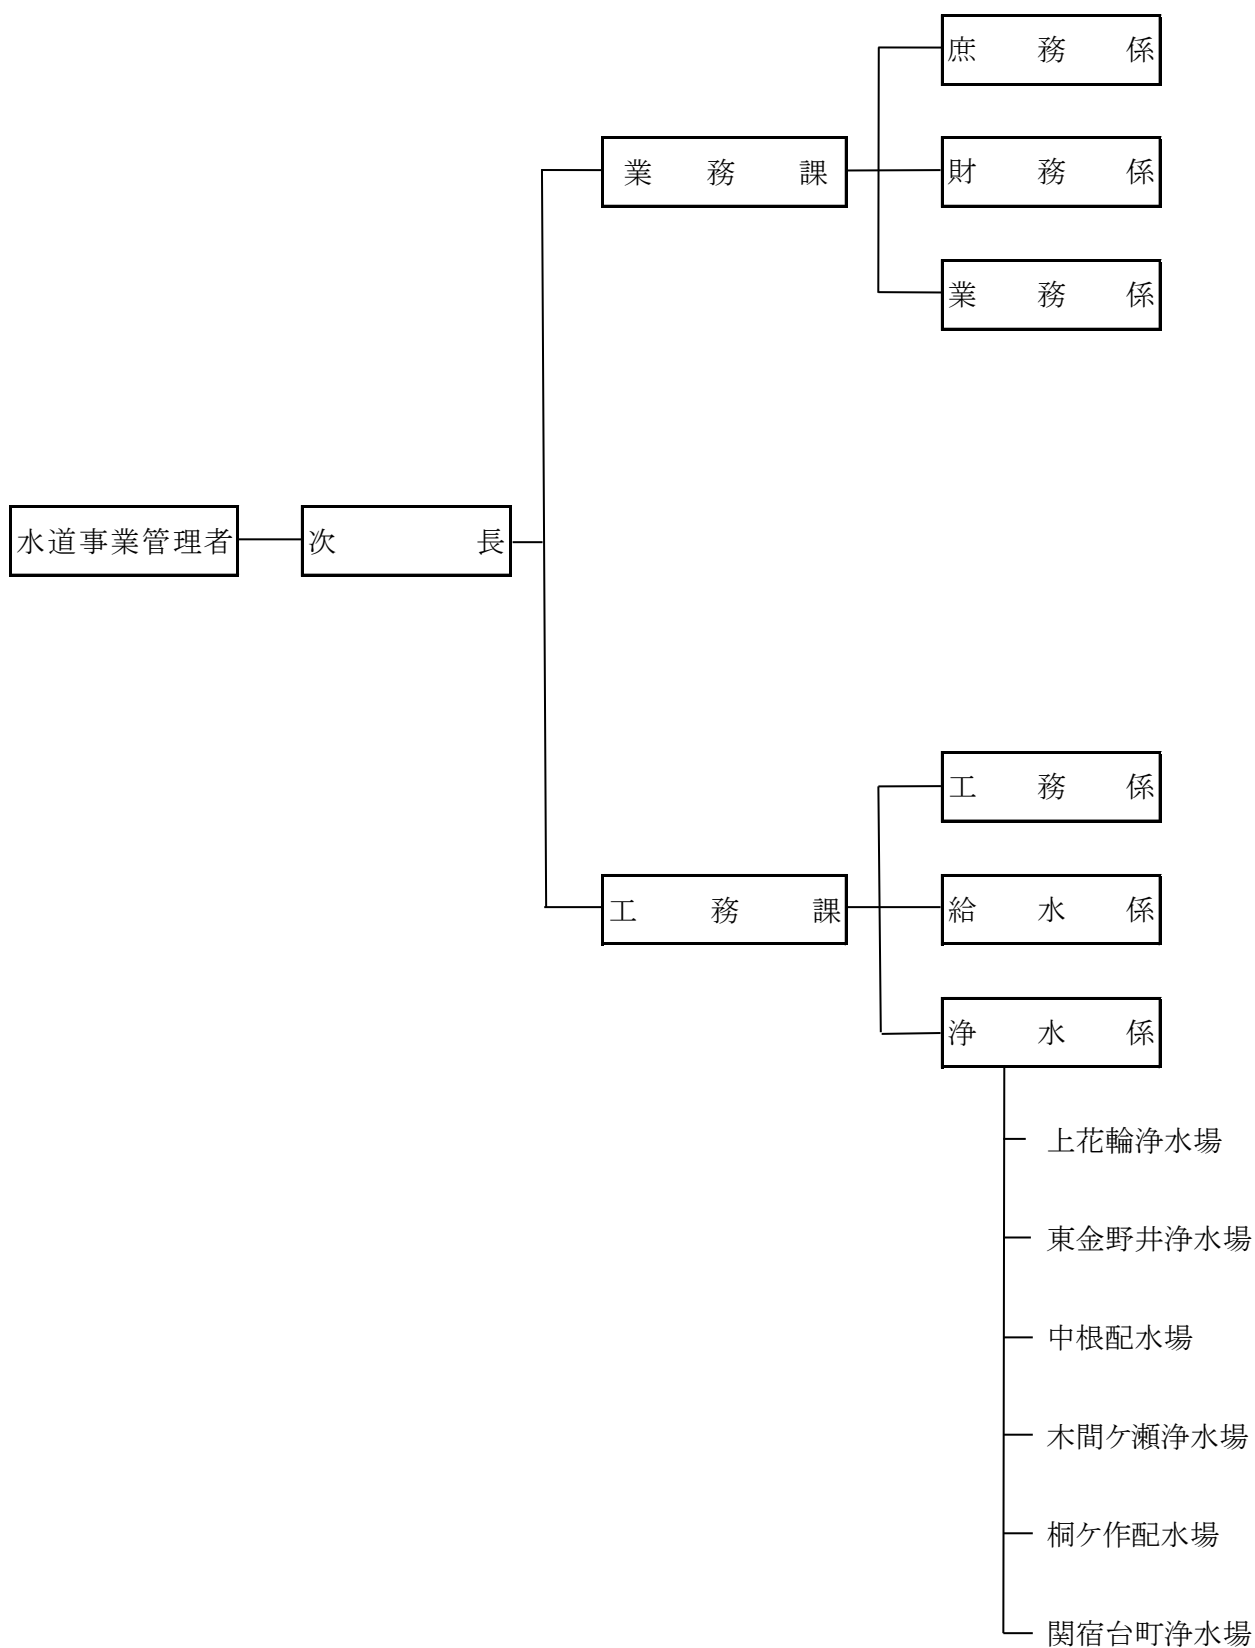 庶務係
業務課
財務係
業務係
水道事業管理者
次長
工務係
工務課
給水係
浄水係
上花輪浄水場
東金野井浄水場
中根配水場
木間ケ瀬浄水場
桐ケ作配水場
関宿台町浄水場